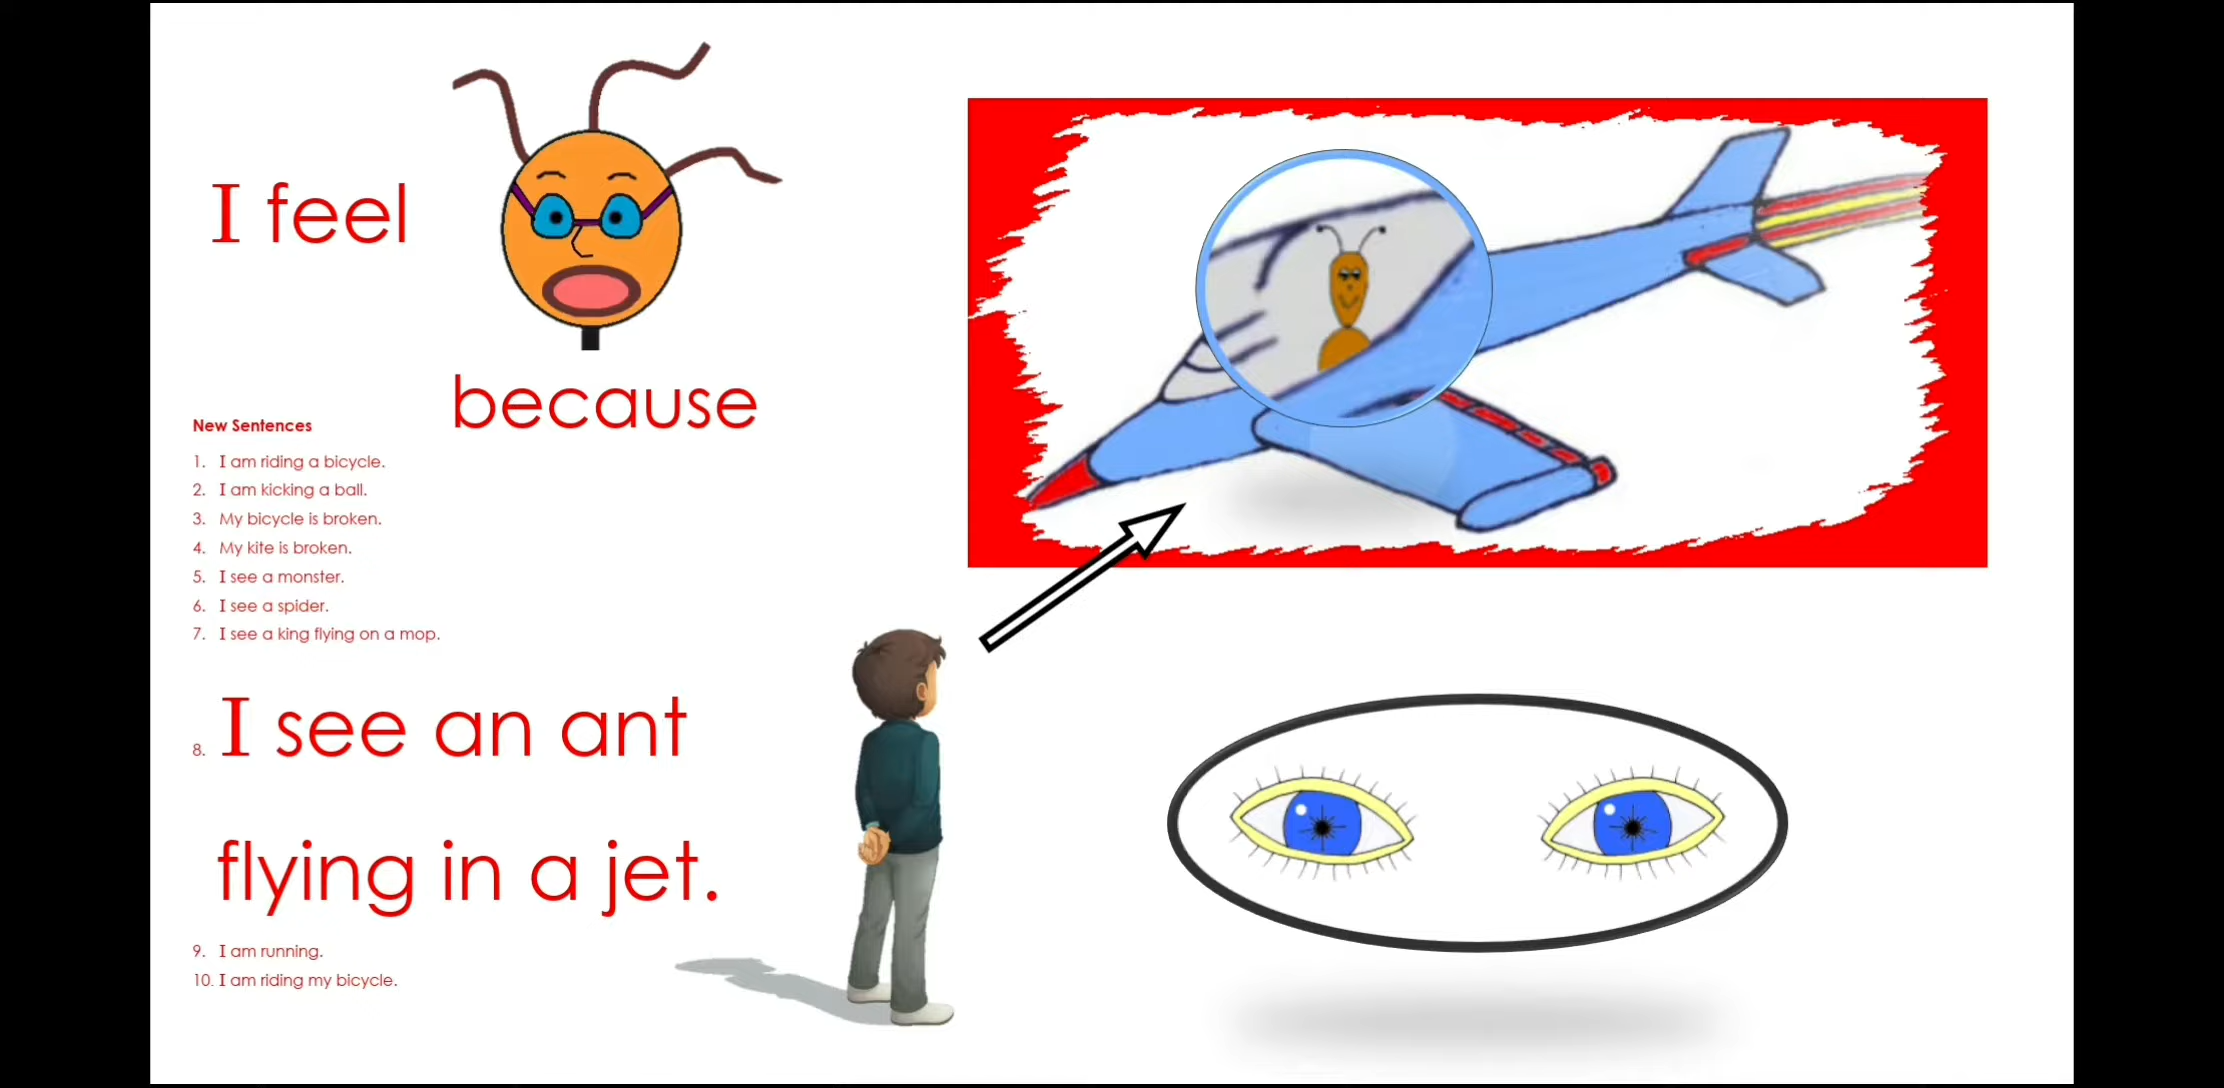 I feel
because
New Sentences
1. I am riding a bicycle.
2. I am kicking a ball.
3. My bicycle is broken.
4. My kite is broken.
5. I see a monster.
6. I see a spider.
7. I see a king flying on a mop.
8. I see an ant
flying in a jet.
9. I am running.
10. I am riding my bicycle.